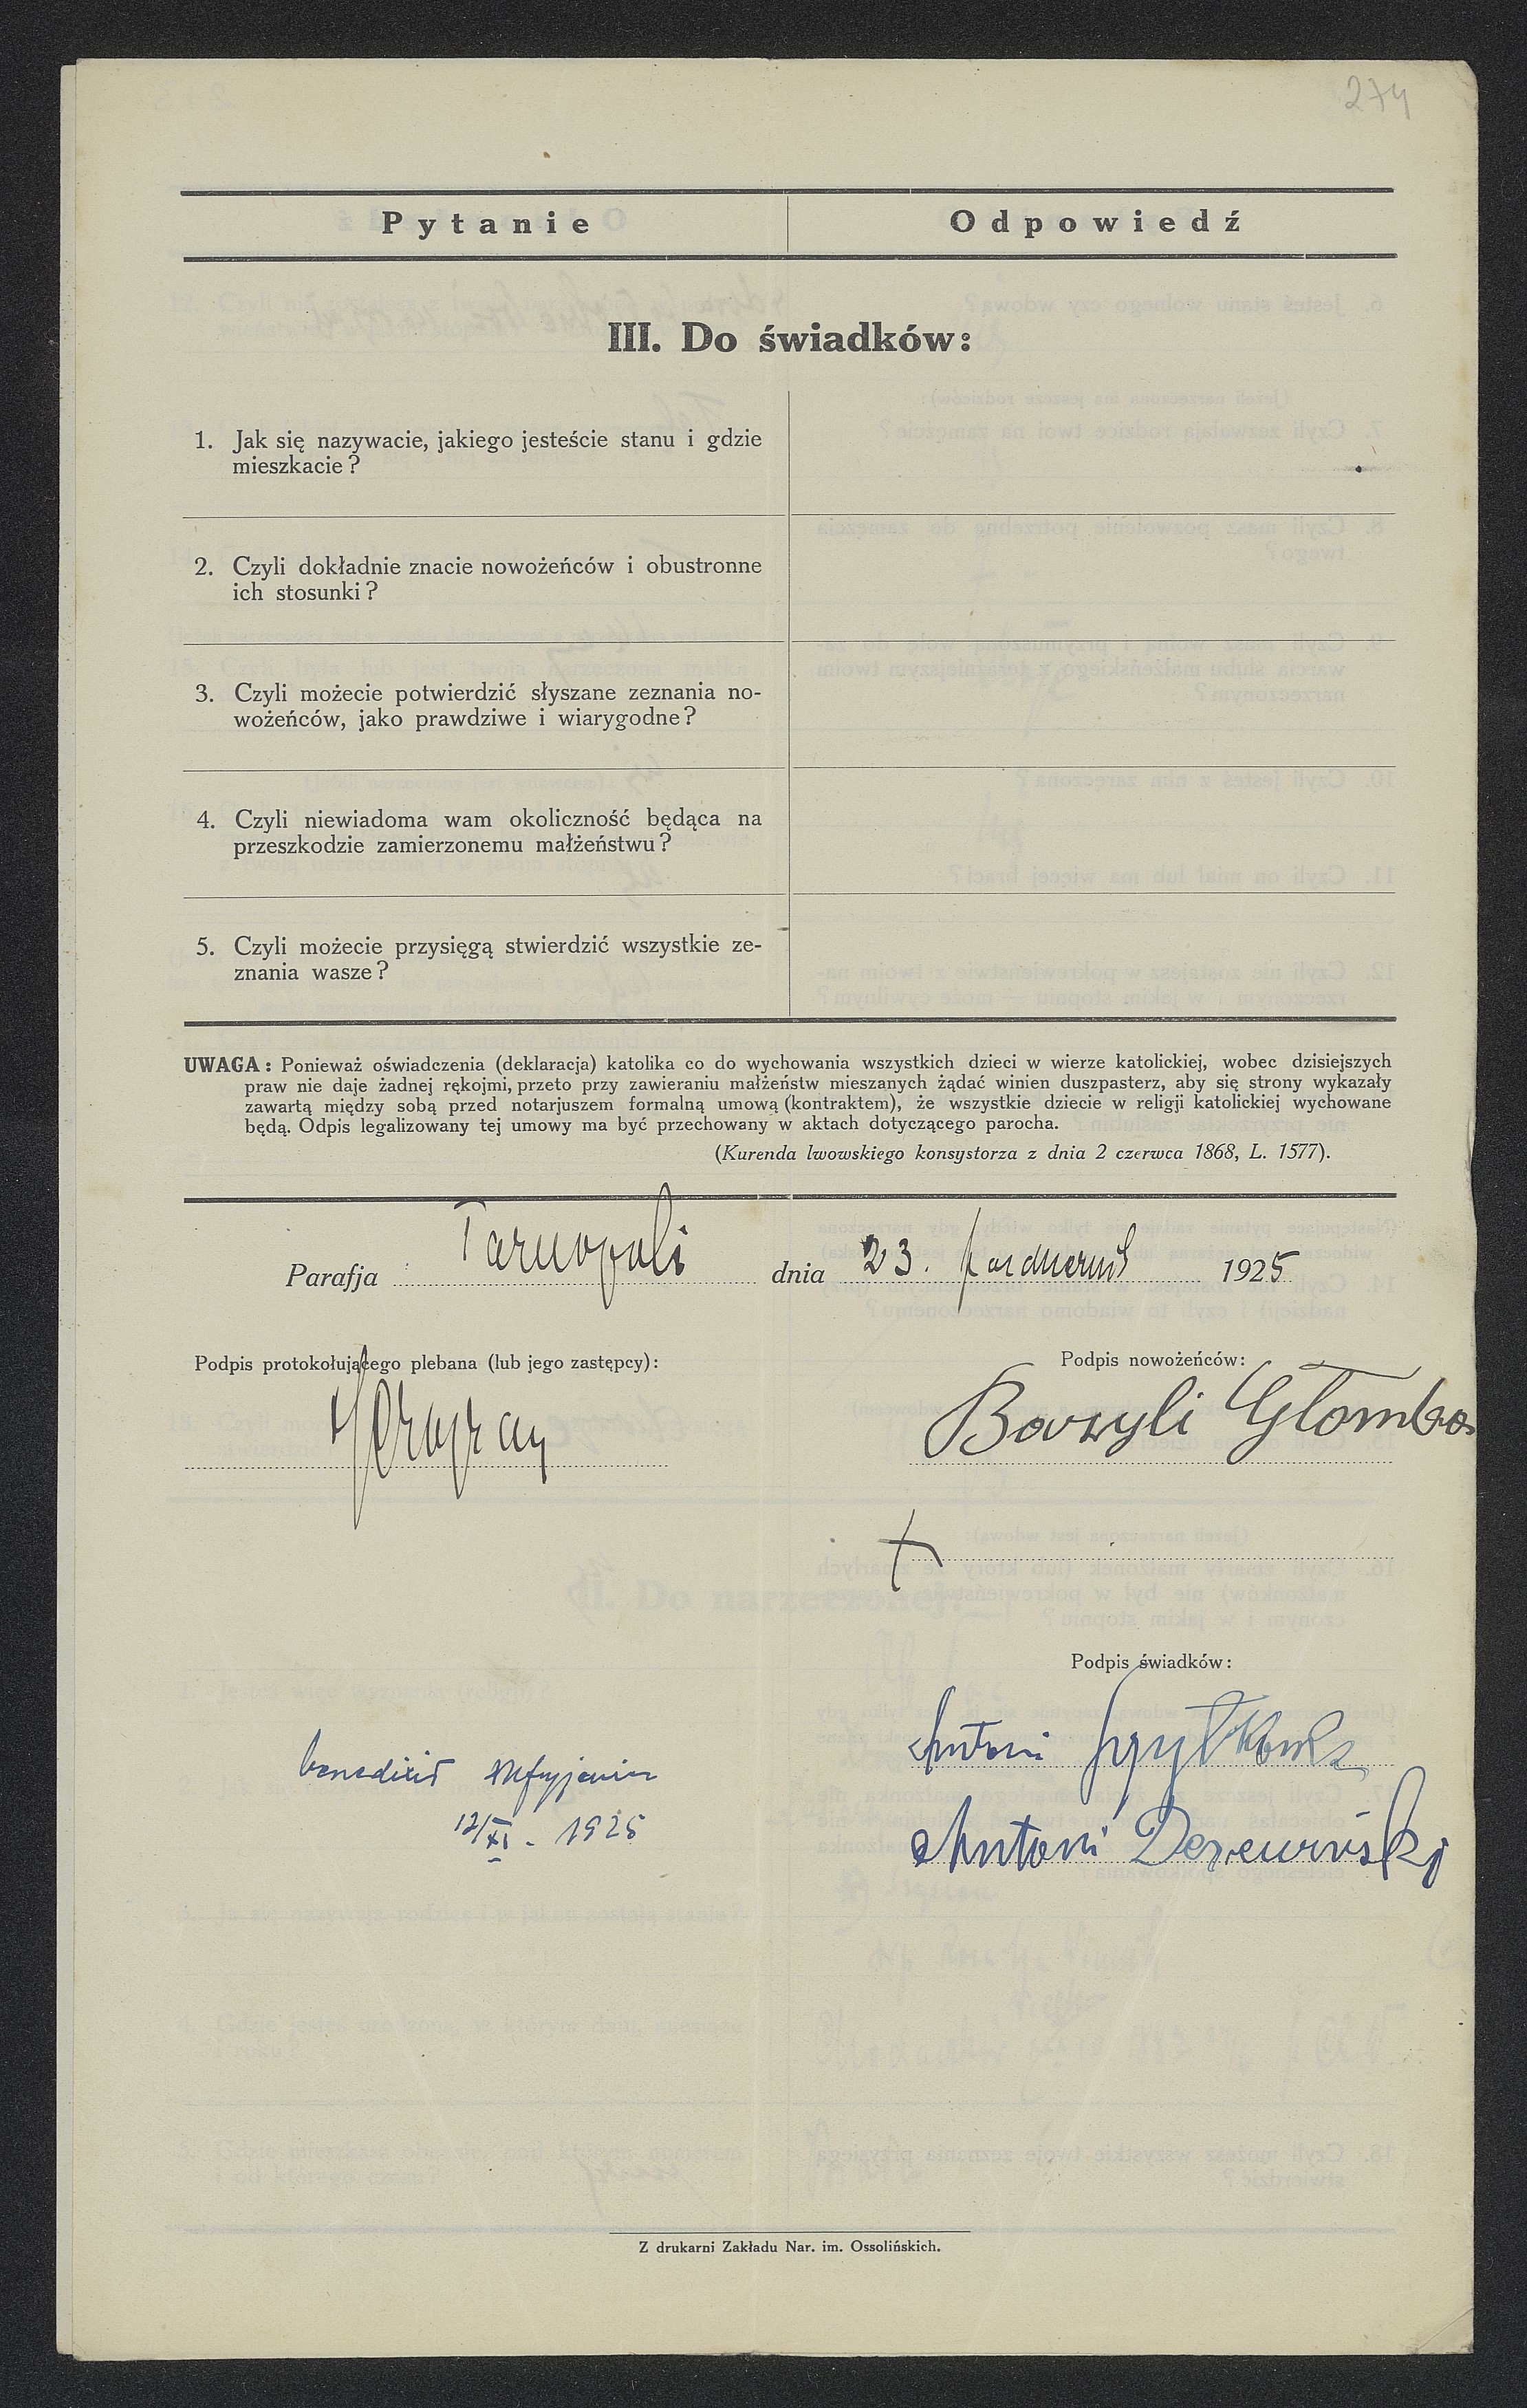 274
Pytanie
Odpowiedź
III. Do świadków:
1. Jak się nazywacie, jakiego jesteście stanu i gdzie
mieszkacie?
2. Czyli dokładnie znacie nowożeńców i obustronne
ich stosunki?
3. Czyli możecie potwierdzić słyszane zeznania no-
wożeńców, jako prawdziwe i wiarygodne?
4. Czyli niewiadoma wam okoliczność będąca na
przeszkodzie zamierzonemu małżeństwu?
5. Czyli możecie przysięgą stwierdzić wszystkie ze-
znania wasze?
UWAGA: Ponieważ oświadczenia (deklaracja) katolika co do wychowania wszystkich dzieci w wierze katolickiej, wobec dzisiejszych
praw nie daje żadnej rękojmi, przeto przy zawieraniu małżeństw mieszanych żądać winien duszpasterz, aby się strony wykazały
zawartą między sobą przed notarjuszem formalną umową (kontraktem), że wszystkie dziecie w religji katolickiej wychowane
będą. Odpis legalizowany tej umowy ma być przechowany w aktach dotyczącego parocha.
(Kurenda lwowskiego konsystorza z dnia 2 czerwca 1868, L. 1577).
Parafja Tarnopoli dnia 23. 1925
Podpis protokołującego plebana (lub jego zastępcy):
Podpis nowożeńców:
Bazyli Głomba
+
Podpis świadków:
Antoni
benedixit
12/XI. 1925
Antoni
Z drukarni Zakładu Nar. im. Ossolińskich.